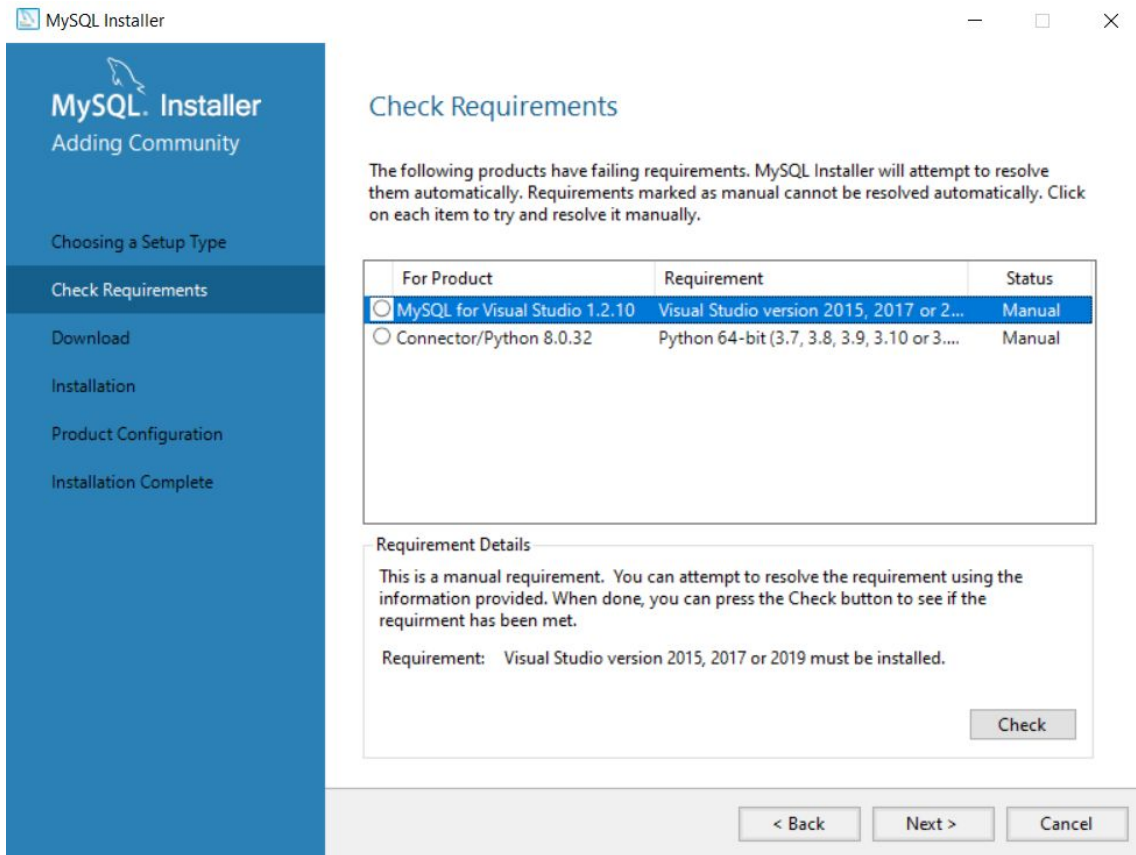 MySQL Installer
MySQL. Installer
Adding Community
Choosing a Setup Type
Check Requirements
Download
Installation
Product Configuration
Installation Complete
Check Requirements
The following products have failing requirements. MySQL Installer will attempt to resolve
them automatically. Requirements marked as manual cannot be resolved automatically. Click
on each item to try and resolve it manually.
For Product Requirement Status
MySQL for Visual Studio 1.2.10 Visual Studio version 2015, 2017 or 2... Manual
Connector/Python 8.0.32 Python 64-bit (3.7, 3.8, 3.9, 3.10 or 3.... Manual
Requirement Details
This is a manual requirement. You can attempt to resolve the requirement using the
information provided. When done, you can press the Check button to see if the
requirment has been met.
Requirement: Visual Studio version 2015, 2017 or 2019 must be installed.
Check
< Back Next > Cancel